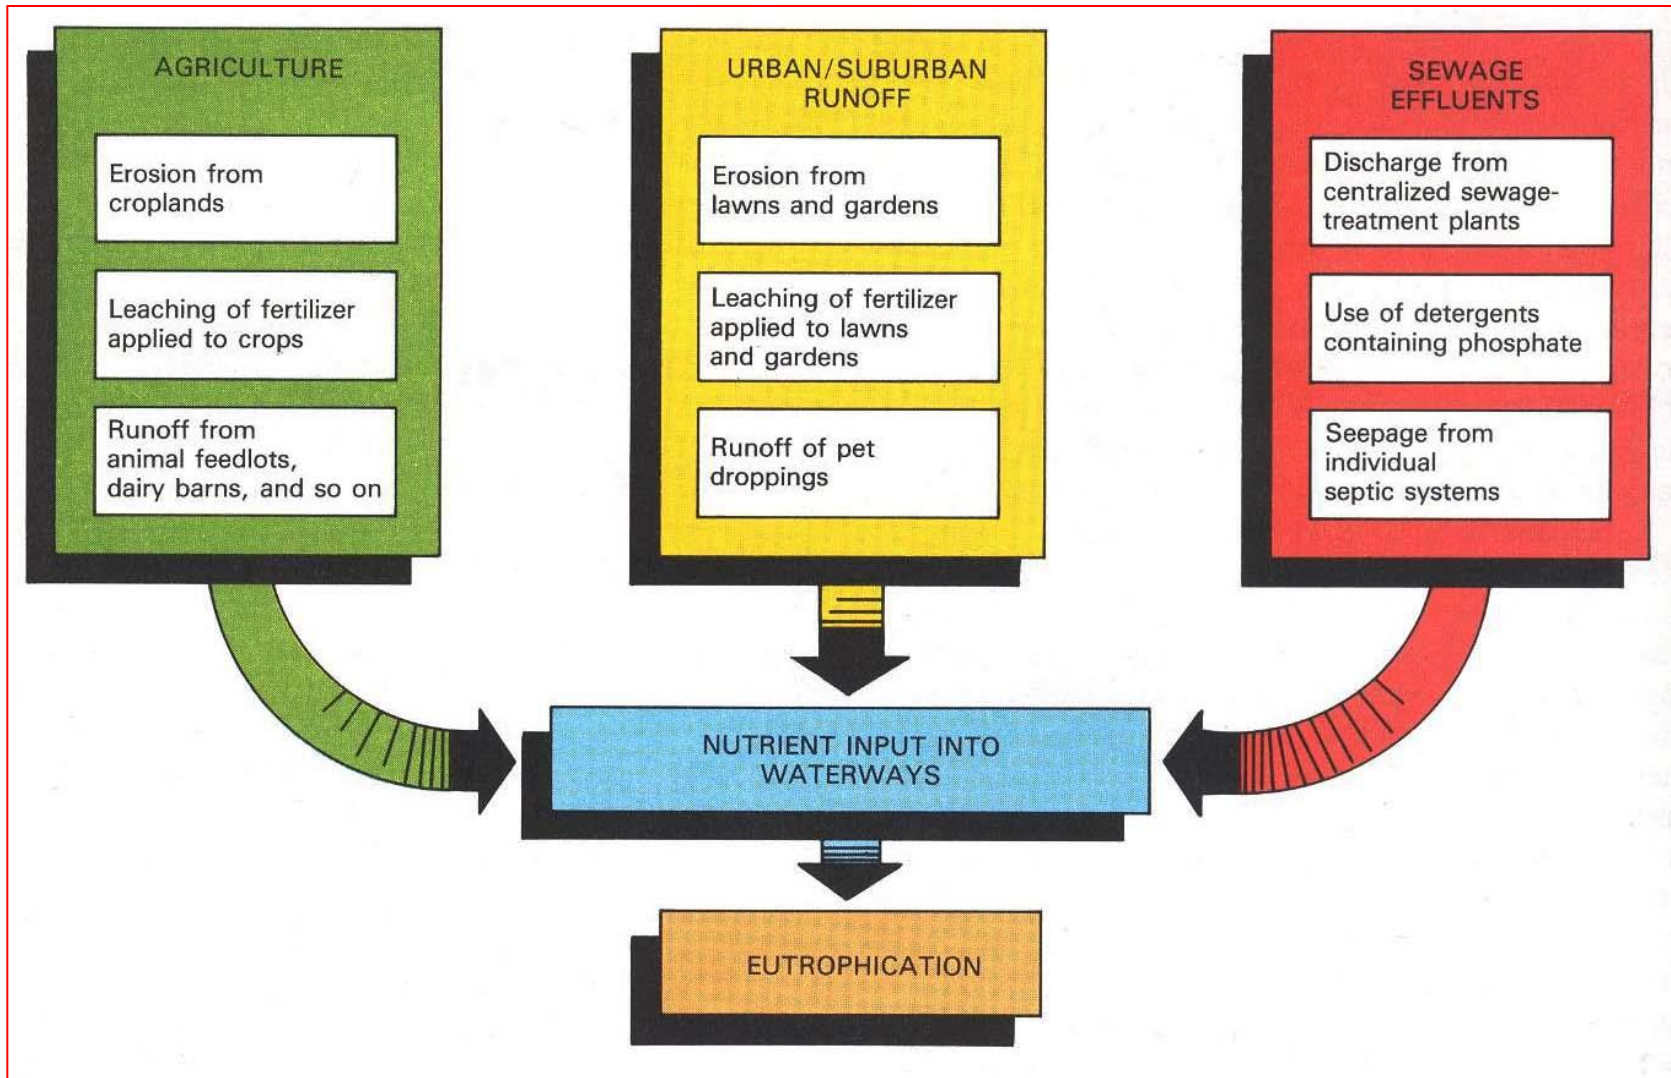 AGRICULTURE
Erosion from
croplands
Leaching of fertilizer
applied to crops
Runoff from
animal feedlots,
dairy barns, and so on
URBAN/SUBURBAN
RUNOFF
Erosion from
lawns and gardens
Leaching of fertilizer
applied to lawns
and gardens
Runoff of pet
droppings
SEWAGE
EFFLUENTS
Discharge from
centralized sewage-
treatment plants
Use of detergents
containing phosphate
Seepage from
individual
septic systems
NUTRIENT INPUT INTO
WATERWAYS
EUTROPHICATION